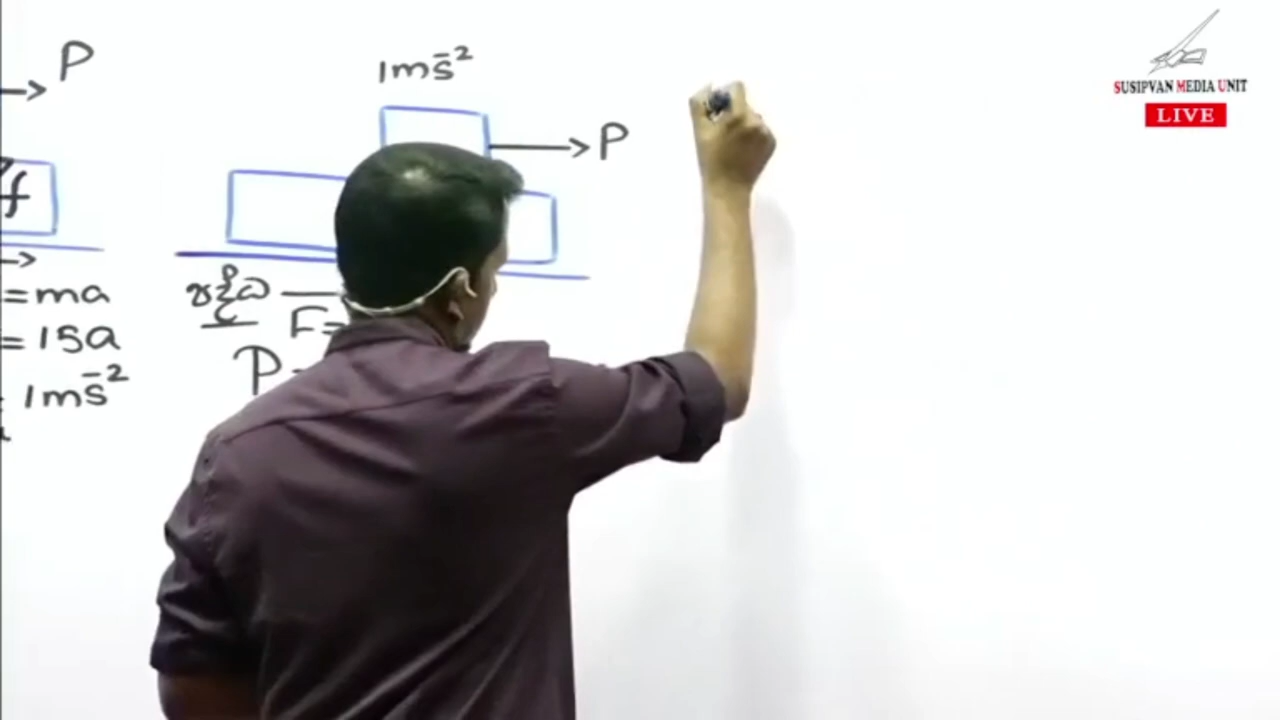 P
f
=ma
=15a
1ms⁻²
1ms⁻²
P
F=
P
SUSIPVAN MEDIA UNIT
LIVE